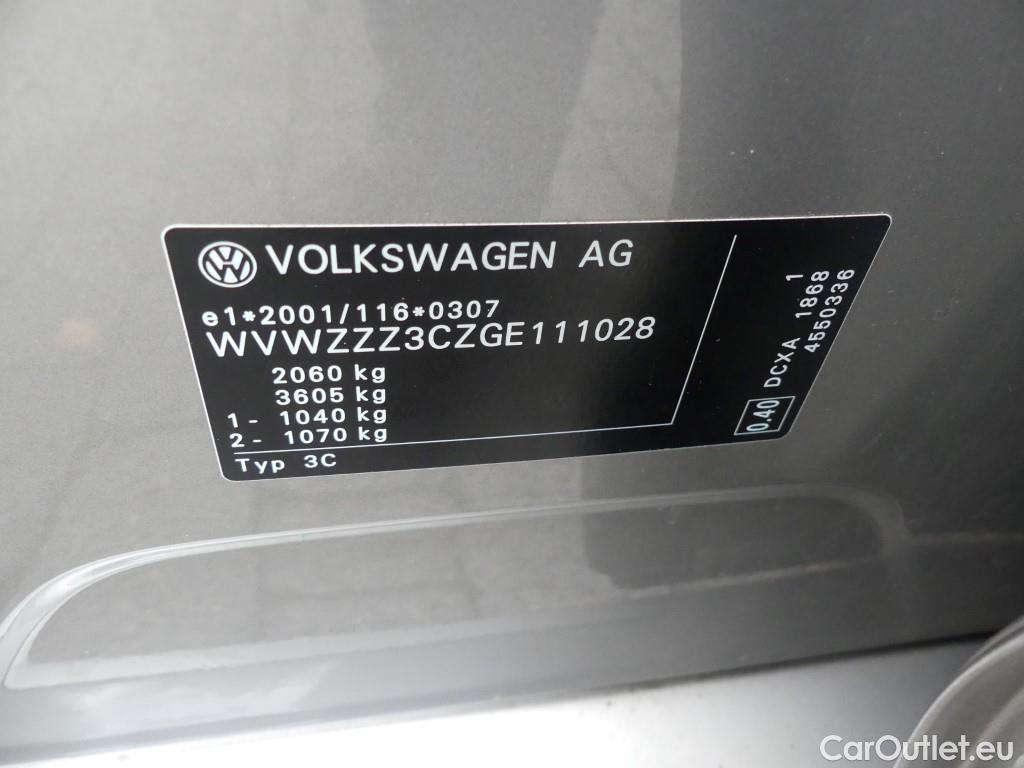 VOLKSWAGEN AG
e1*2001/116*0307
WVWZZZ3CZGE111028
2060 kg
3605 kg
1 - 1040 kg
2 - 1070 kg
Typ 3C
0.40 DCXA 1868 1
4550336
CarOutlet.eu